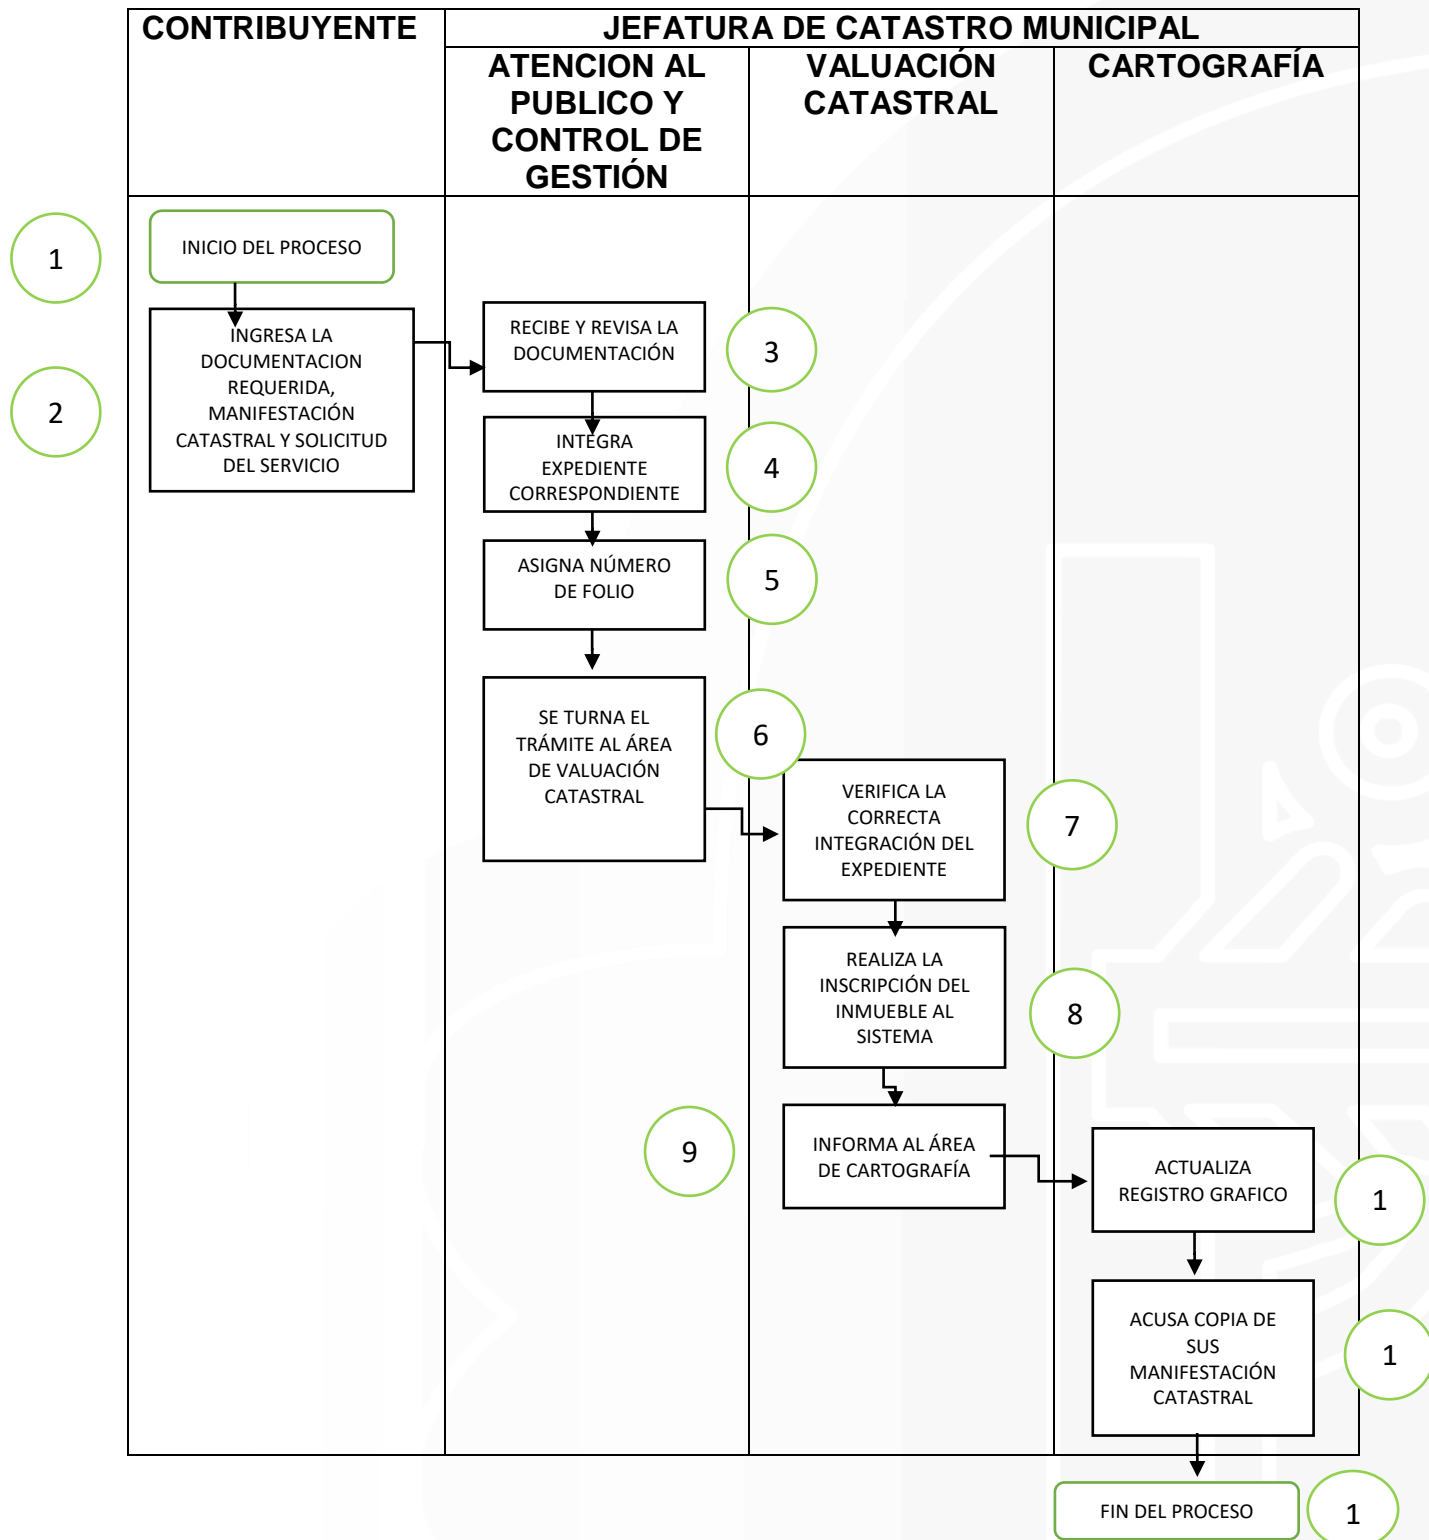 CONTRIBUYENTE
JEFATURA DE CATASTRO MUNICIPAL
ATENCION AL
PUBLICO Y
CONTROL DE
GESTIÓN
VALUACIÓN
CATASTRAL
CARTOGRAFÍA
1
INICIO DEL PROCESO
2
INGRESA LA
DOCUMENTACION
REQUERIDA,
MANIFESTACIÓN
CATASTRAL Y SOLICITUD
DEL SERVICIO
RECIBE Y REVISA LA
DOCUMENTACIÓN
3
INTEGRA
EXPEDIENTE
CORRESPONDIENTE
4
ASIGNA NÚMERO
DE FOLIO
5
SE TURNA EL
TRÁMITE AL ÁREA
DE VALUACIÓN
CATASTRAL
6
VERIFICA LA
CORRECTA
INTEGRACIÓN DEL
EXPEDIENTE
7
REALIZA LA
INSCRIPCIÓN DEL
INMUEBLE AL
SISTEMA
8
9
INFORMA AL ÁREA
DE CARTOGRAFÍA
ACTUALIZA
REGISTRO GRAFICO
1
ACUSA COPIA DE
SUS
MANIFESTACIÓN
CATASTRAL
1
FIN DEL PROCESO
1